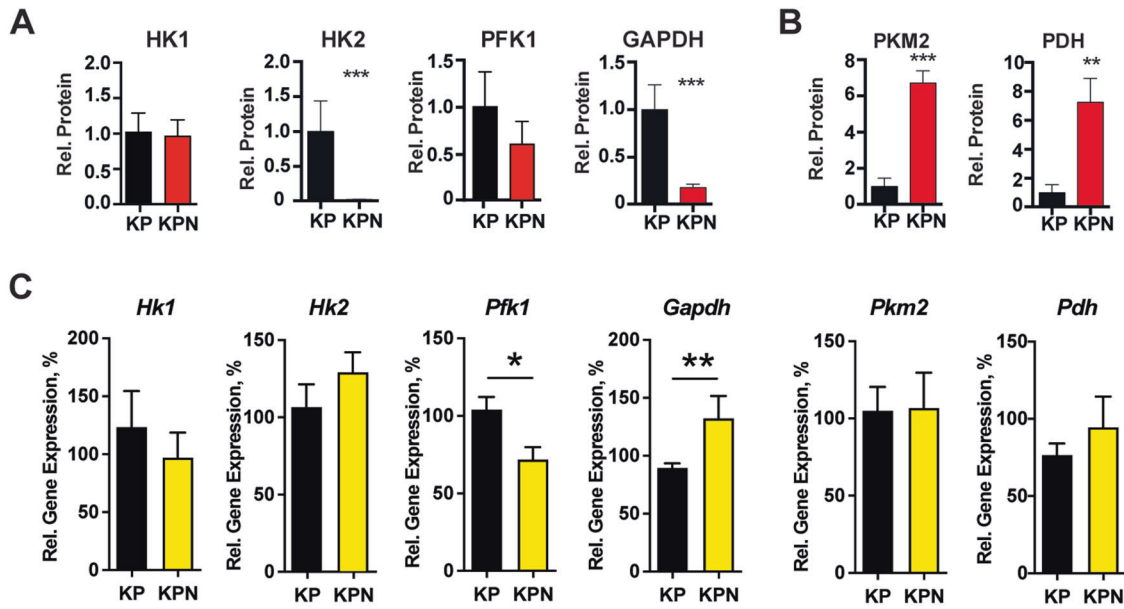 A
HK1
HK2
PFK1
GAPDH
B
PKM2
PDH
Rel. Protein
2.0
1.5
1.0
0.5
0.0
KP KPN
Rel. Protein
2.0
1.5
1.0
0.5
0.0
***
KP KPN
Rel. Protein
1.5
1.0
0.5
0
KP KPN
Rel. Protein
1.5
1.0
0.5
0.0
***
KP KPN
Rel. Protein
8
6
4
2
0
***
KP KPN
Rel. Protein
10
8
6
4
2
0
**
KP KPN
C
Hk1
Hk2
Pfk1
Gapdh
Pkm2
Pdh
Rel. Gene Expression, %
200
150
100
50
0
KP KPN
Rel. Gene Expression, %
150
100
50
0
KP KPN
Rel. Gene Expression, %
150
100
50
0
*
KP KPN
Rel. Gene Expression, %
200
150
100
50
0
**
KP KPN
Rel. Gene Expression, %
150
100
50
0
KP KPN
Rel. Gene Expression, %
150
100
50
0
KP KPN